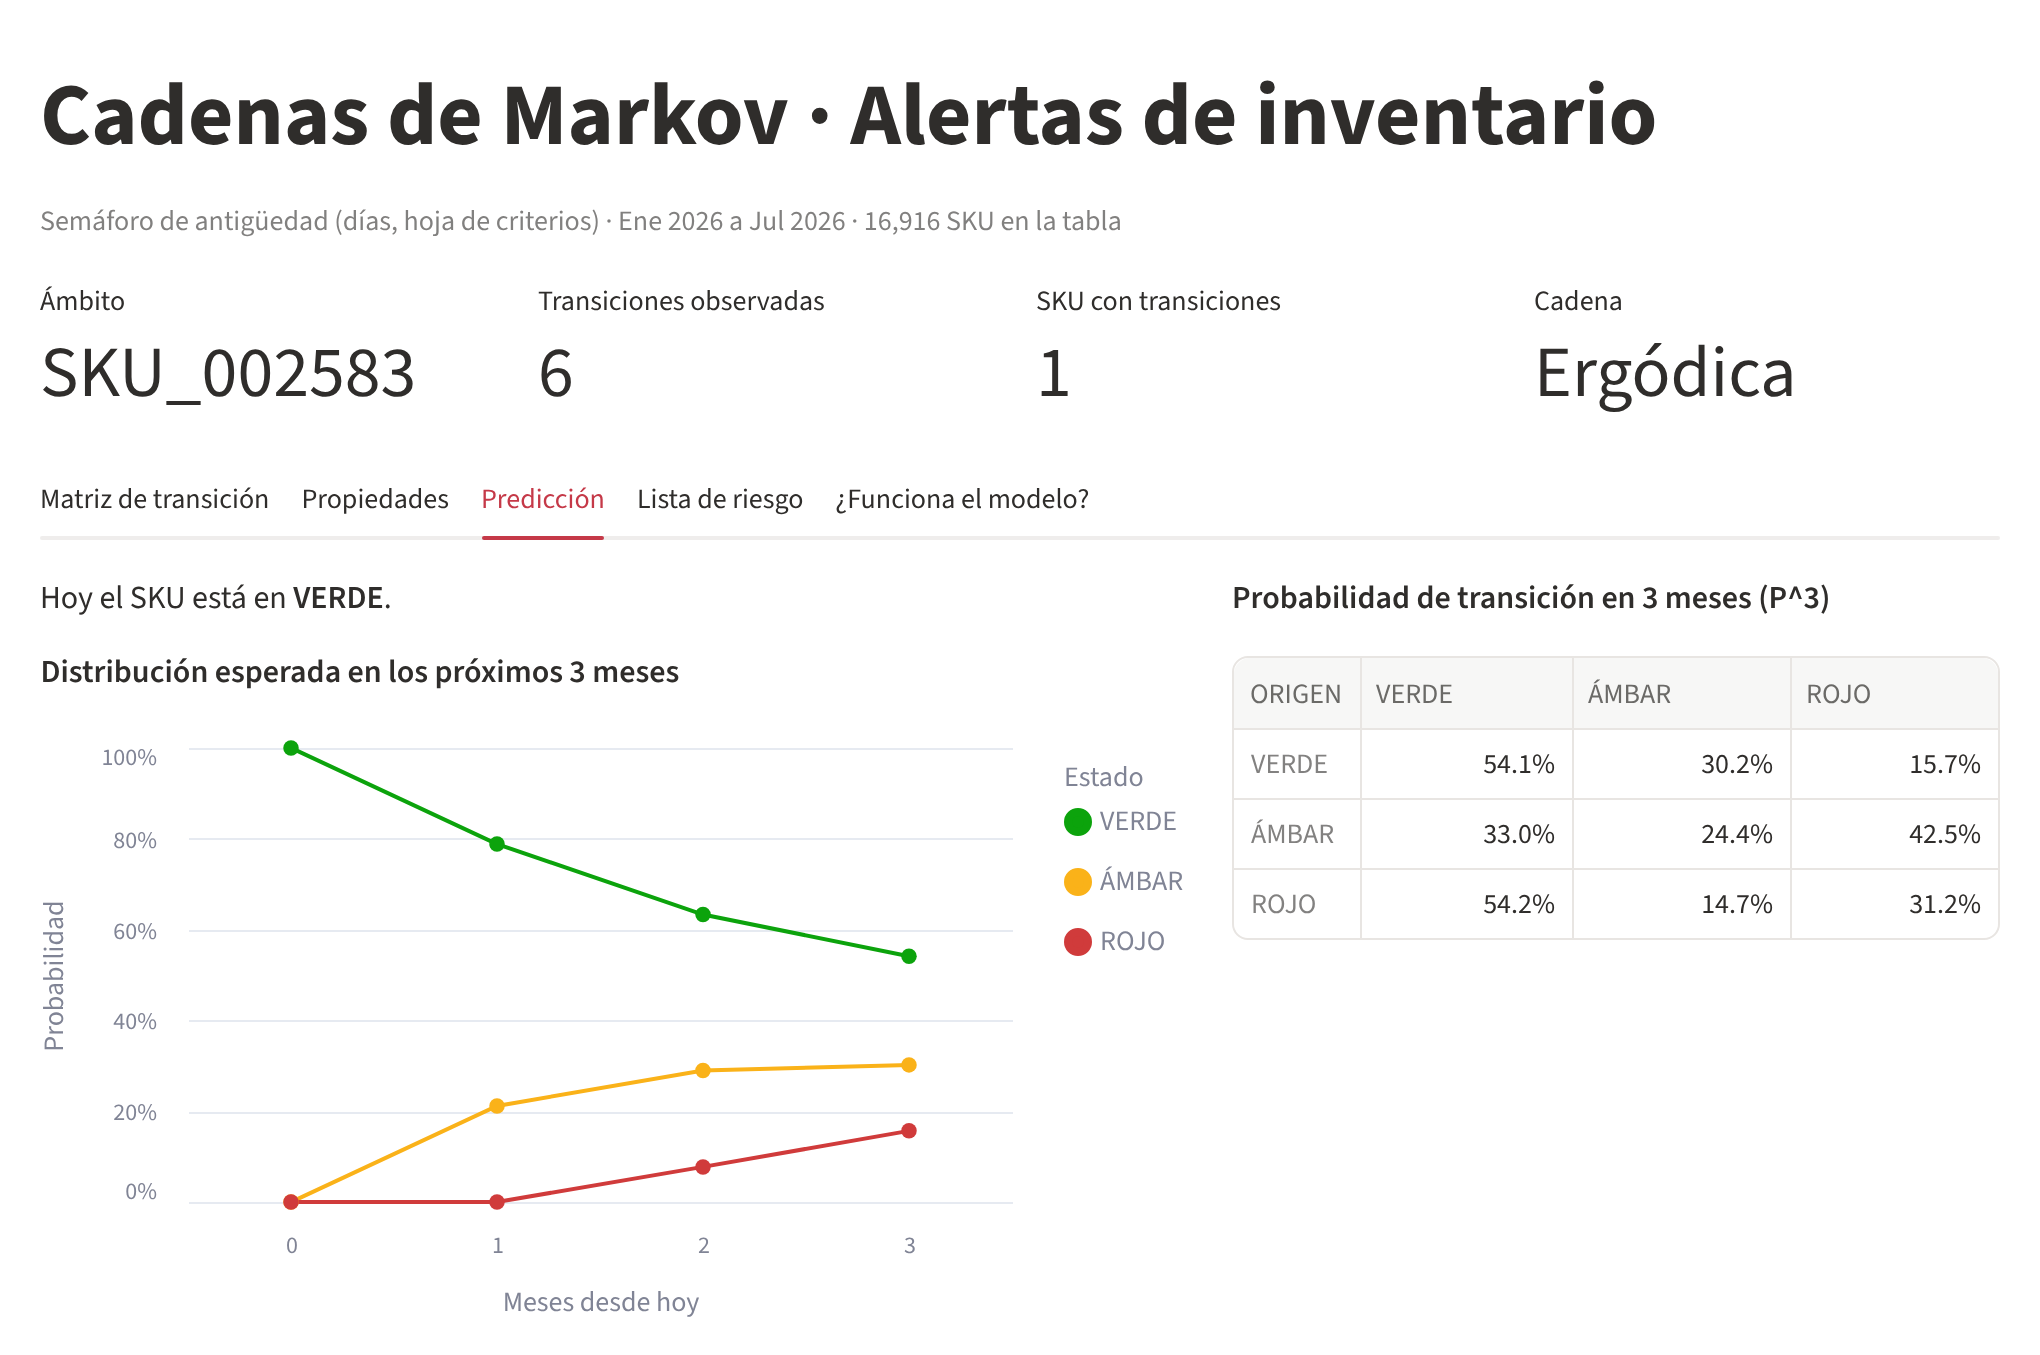 Cadenas de Markov · Alertas de inventario
Semáforo de antigüedad (días, hoja de criterios) · Ene 2026 a Jul 2026 · 16,916 SKU en la tabla
Ámbito Transiciones observadas SKU con transiciones Cadena
SKU_002583 6 1 Ergódica
Matriz de transición Propiedades Predicción Lista de riesgo ¿Funciona el modelo?
Hoy el SKU está en VERDE.
Distribución esperada en los próximos 3 meses
100%
80%
60%
40%
20%
0%
Probabilidad
0 1 2 3
Meses desde hoy
Estado
VERDE
ÁMBAR
ROJO
Probabilidad de transición en 3 meses (P^3)
ORIGEN VERDE ÁMBAR ROJO
VERDE 54.1% 30.2% 15.7%
ÁMBAR 33.0% 24.4% 42.5%
ROJO 54.2% 14.7% 31.2%